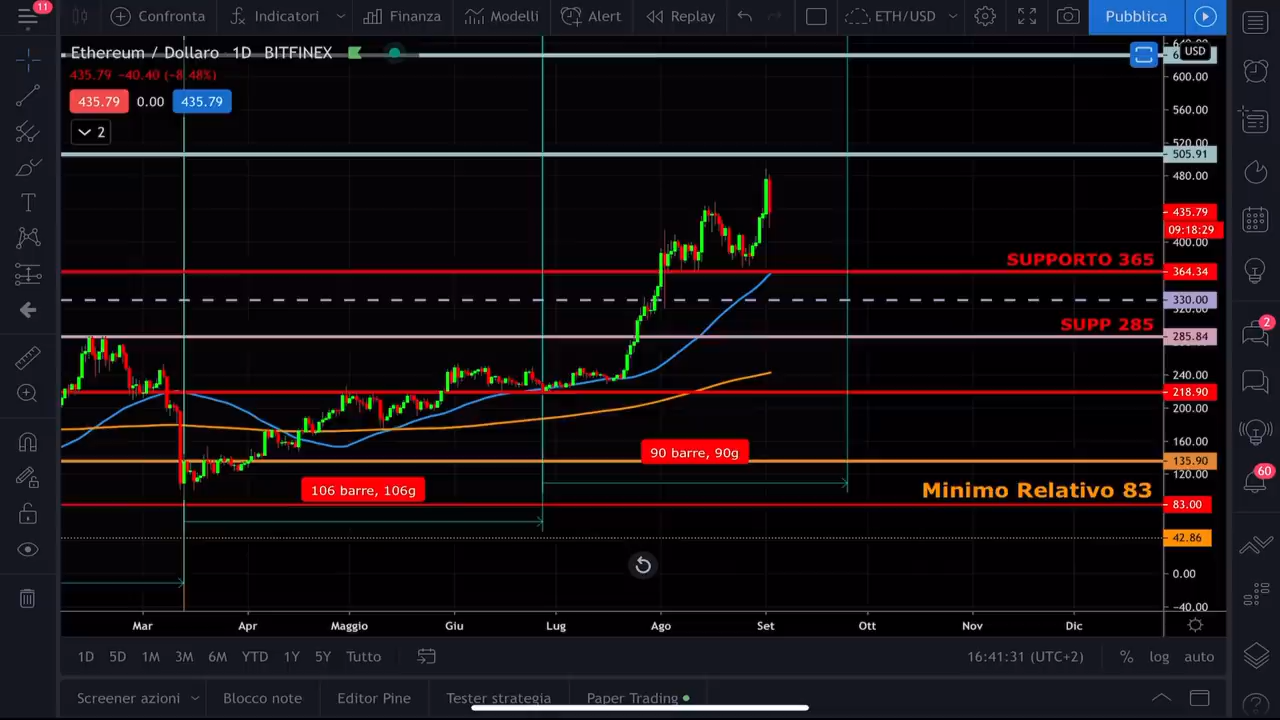 11
Confronta
Indicatori
Finanza
Modelli
Alert
Replay
ETH/USD
Pubblica
Ethereum / Dollaro · 1D BITFINEX
435.79 −40.40 (−8.48%)
435.79 0.00 435.79
2
USD
600.00
560.00
520.00
505.91
480.00
435.79
09:18:29
400.00
SUPPORTO 365
364.34
330.00
320.00
SUPP 285
285.84
240.00
218.90
200.00
160.00
90 barre, 90g
135.90
120.00
106 barre, 106g
Minimo Relativo 83
83.00
42.86
0.00
−40.00
Mar Apr Maggio Giu Lug Ago Set Ott Nov Dic
1D 5D 1M 3M 6M YTD 1Y 5Y Tutto
16:41:31 (UTC+2) % log auto
Screener azioni Blocco note Editor Pine Tester strategia Paper Trading
2
60